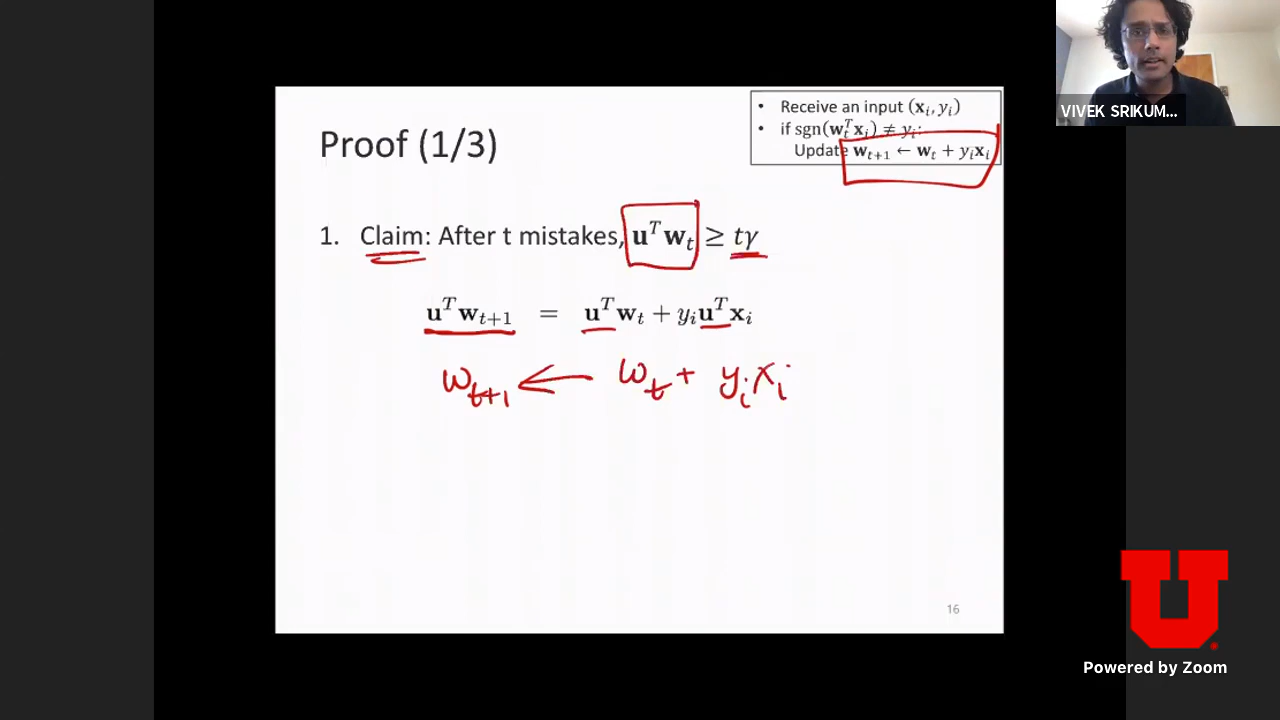 VIVEK SRIKUM...
• Receive an input (𝐱ᵢ, yᵢ)
• if sgn(𝐰ₜᵀ𝐱ᵢ) ≠ yᵢ:
Update 𝐰ₜ₊₁ ← 𝐰ₜ + yᵢ𝐱ᵢ
Proof (1/3)
1. Claim: After t mistakes, 𝐮ᵀ𝐰ₜ ≥ tγ
𝐮ᵀ𝐰ₜ₊₁ = 𝐮ᵀ𝐰ₜ + yᵢ𝐮ᵀ𝐱ᵢ
wₜ₊₁ ← wₜ + yᵢxᵢ
16
U
Powered by Zoom